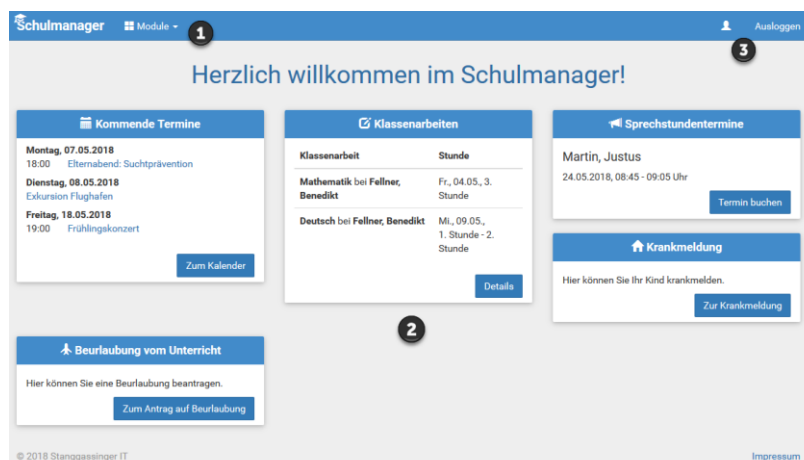 Schulmanager
Module
1
Ausloggen
3
Herzlich willkommen im Schulmanager!
Kommende Termine
Montag, 07.05.2018
18:00 Elternabend: Suchtprävention
Dienstag, 08.05.2018
Exkursion Flughafen
Freitag, 18.05.2018
19:00 Frühlingskonzert
Zum Kalender
Klassenarbeiten
Klassenarbeit Stunde
Mathematik bei Fellner, Fr., 04.05., 3.
Benedikt Stunde
Deutsch bei Fellner, Benedikt Mi., 09.05.,
1. Stunde - 2.
Stunde
Details
Sprechstundentermine
Martin, Justus
24.05.2018, 08:45 - 09:05 Uhr
Termin buchen
Krankmeldung
Hier können Sie Ihr Kind krankmelden.
Zur Krankmeldung
2
Beurlaubung vom Unterricht
Hier können Sie eine Beurlaubung beantragen.
Zum Antrag auf Beurlaubung
© 2018 Stanggassinger IT
Impressum